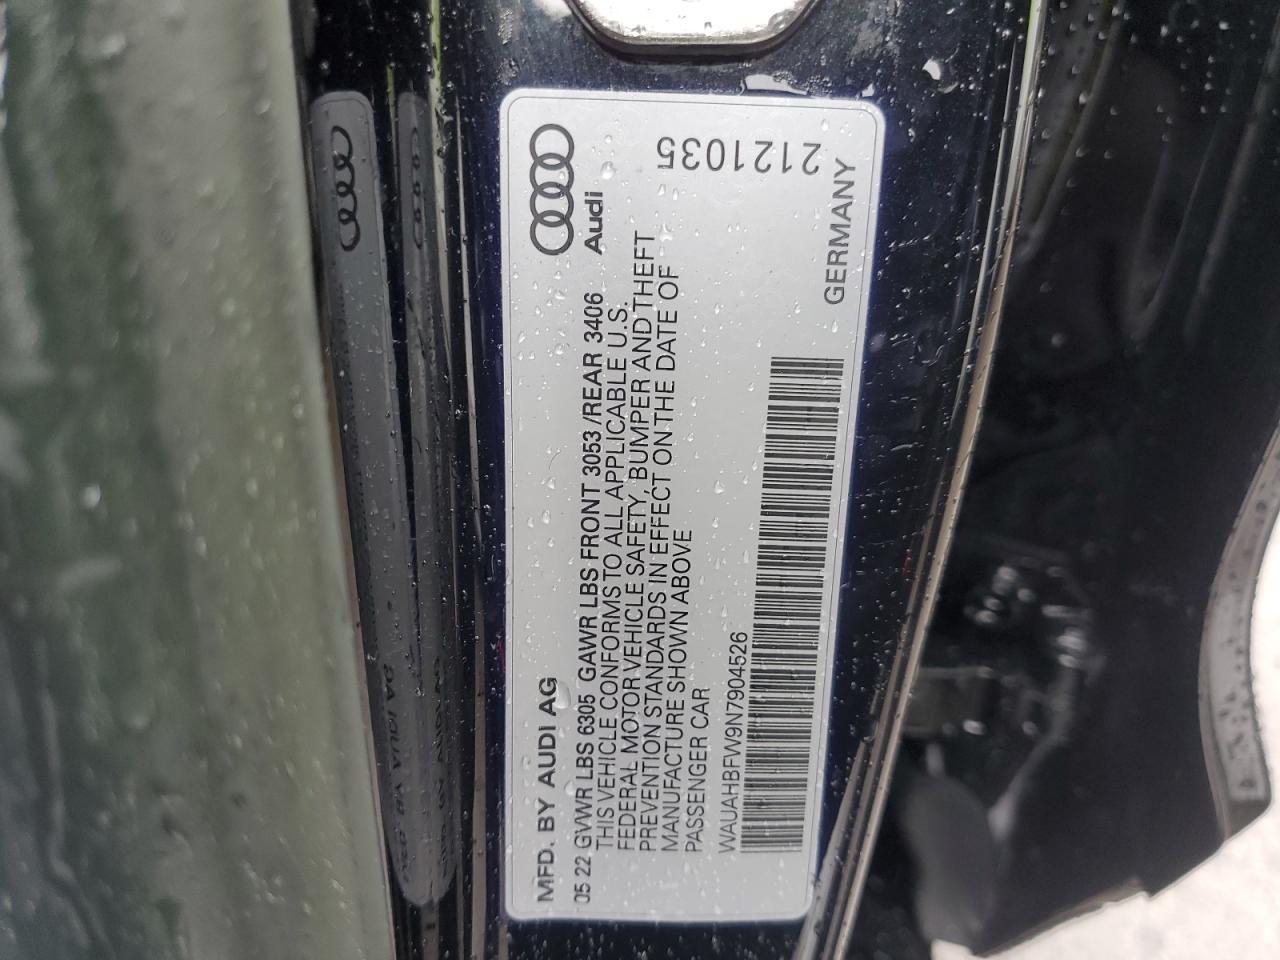 Audi
2121035
MFD. BY AUDI AG
05 22 GVWR LBS 6305 GAWR LBS FRONT 3053 /REAR 3406
THIS VEHICLE CONFORMS TO ALL APPLICABLE U.S.
FEDERAL MOTOR VEHICLE SAFETY, BUMPER AND THEFT
PREVENTION STANDARDS IN EFFECT ON THE DATE OF
MANUFACTURE SHOWN ABOVE
PASSENGER CAR
WAUAHBFW9N7904526
GERMANY